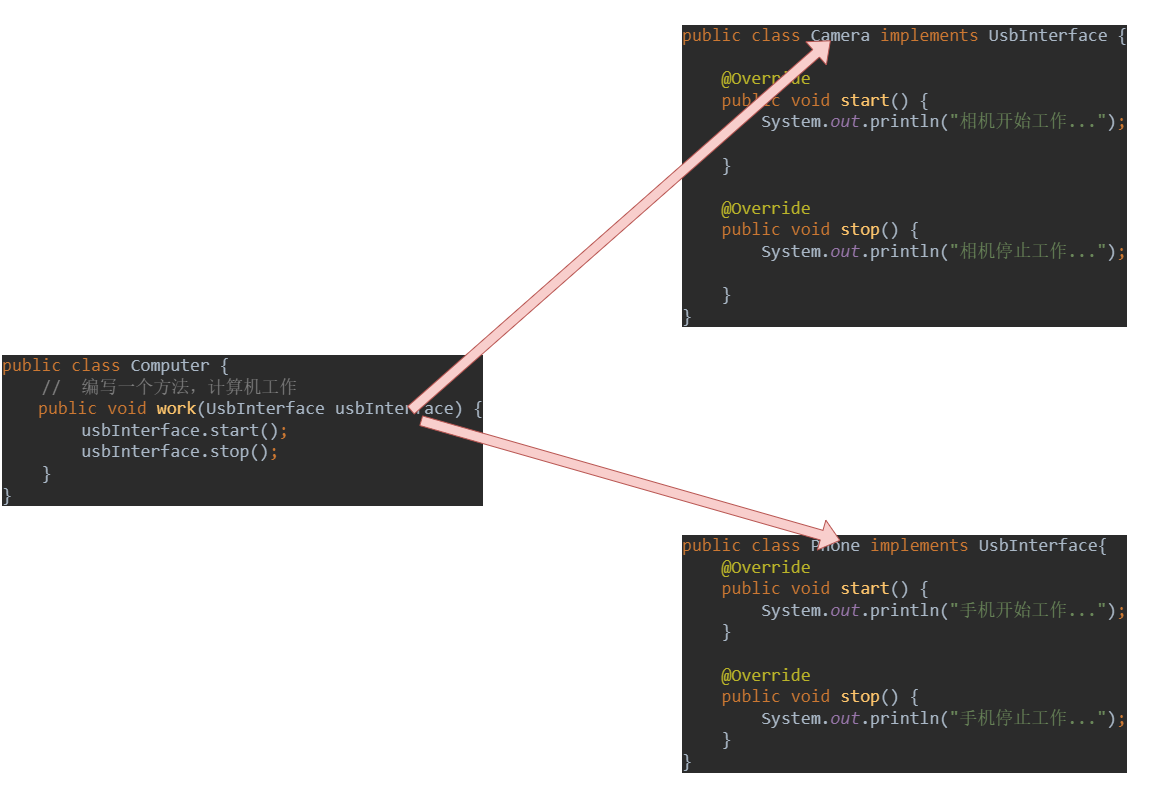 public class Camera implements UsbInterface {
@Override
public void start() {
System.out.println("相机开始工作...");
}
@Override
public void stop() {
System.out.println("相机停止工作...");
}
}
public class Computer {
//  编写一个方法, 计算机工作
public void work(UsbInterface usbInterface) {
usbInterface.start();
usbInterface.stop();
}
}
public class Phone implements UsbInterface{
@Override
public void start() {
System.out.println("手机开始工作...");
}
@Override
public void stop() {
System.out.println("手机停止工作...");
}
}